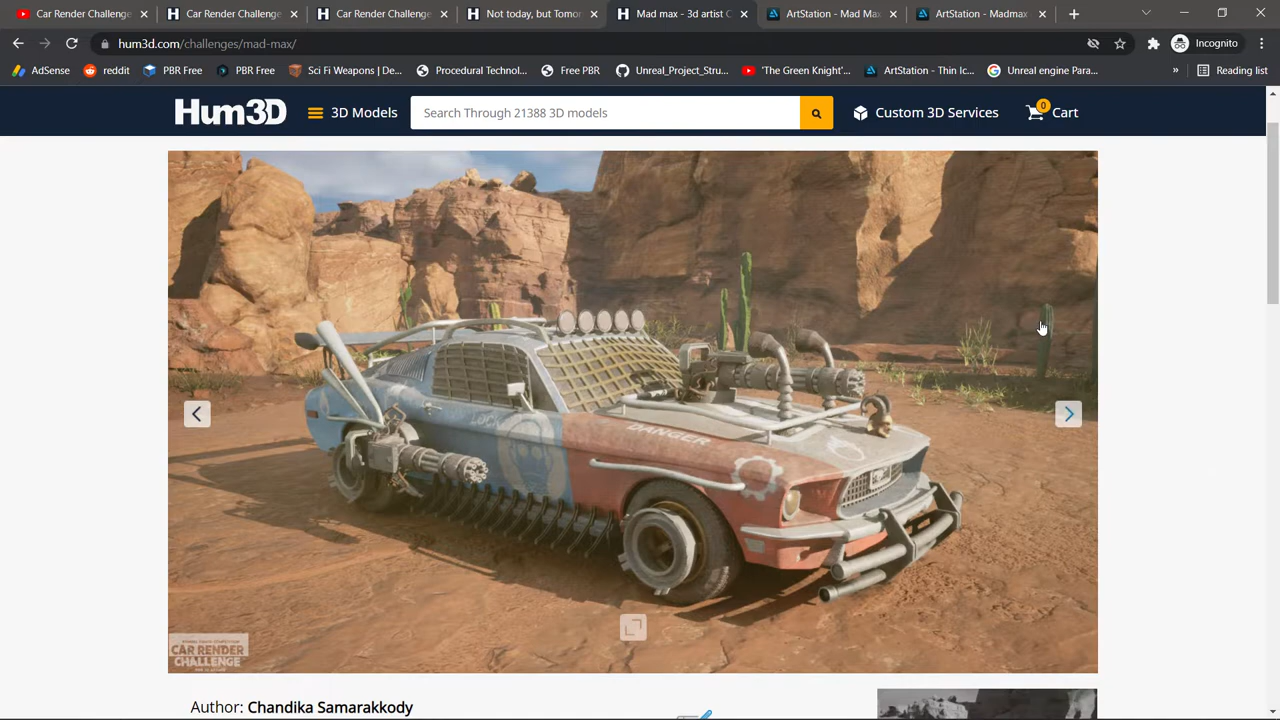 Car Render Challenge
Car Render Challenge
Car Render Challenge
Not today, but Tomor
Mad max - 3d artist C
ArtStation - Mad Max
ArtStation - Madmax
hum3d.com/challenges/mad-max/
Incognito
AdSense
reddit
PBR Free
PBR Free
Sci Fi Weapons | De...
Prondural Technol...
Free PBR
Unreal_Project_Stru...
'The Green Knight'...
ArtStation - Thin Ic...
Unreal engine Para...
»
Reading list
Hum3D
3D Models
Search Through 21388 3D models
Custom 3D Services
0
Cart
LOCK
DANGER
CAR RENDER
CHALLENGE
Author: Chandika Samarakkody